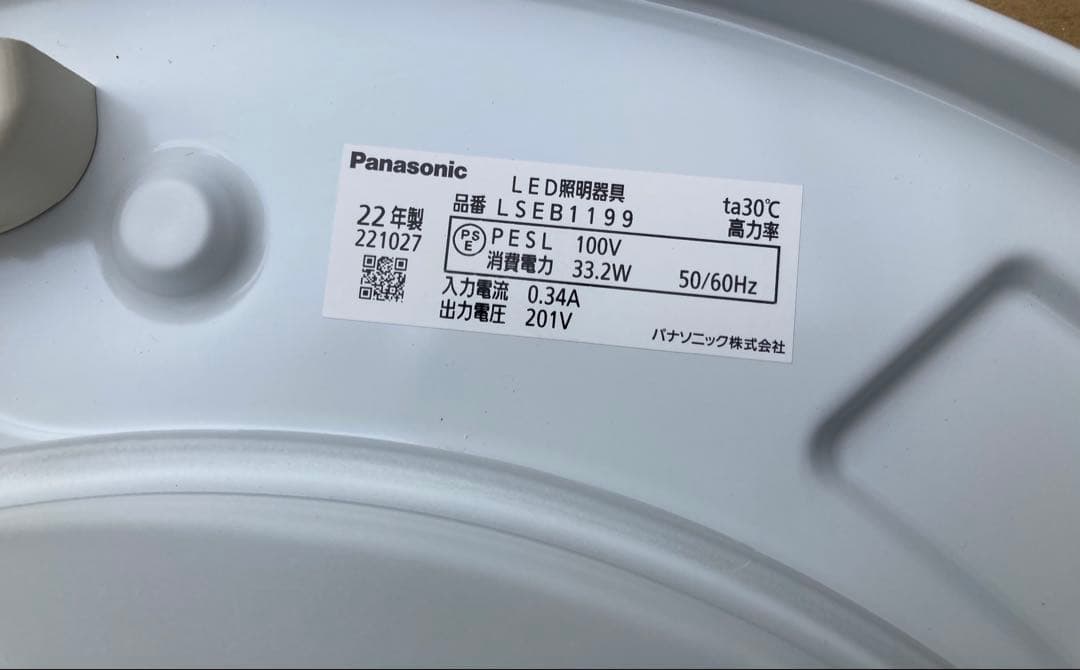 Panasonic
LED照明器具
品番 LSEB1199
ta30℃
高力率
22年製
221027
PSE PESL 100V
消費電力 33.2W 50/60Hz
入力電流 0.34A
出力電圧 201V
パナソニック株式会社